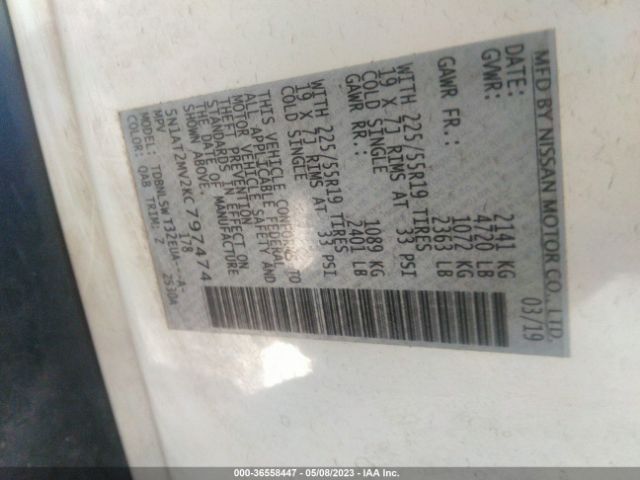 MFD BY NISSAN MOTOR CO., LTD.
DATE: 03/19
GVWR: 2141 KG
4720 LB
GAWR FR.: 1072 KG
2363 LB
WITH 225/55R19 TIRES
19 X 7J RIMS AT 33 PSI
COLD SINGLE
GAWR RR.: 1089 KG
2401 LB
WITH 225/55R19 TIRES
19 X 7J RIMS AT 33 PSI
COLD SINGLE
THIS VEHICLE CONFORMS TO
ALL APPLICABLE FEDERAL
MOTOR VEHICLE SAFETY AND
THEFT PREVENTION
STANDARDS IN EFFECT ON
THE DATE OF MANUFACTURE
SHOWN ABOVE.
5N1AT2MV2KC797474
MPV 178
MODEL: TDBNLSWT32EUA---A-
COLOR: QAB TRIM: Z 2530A
000-36558447 - 05/08/2023 - IAA Inc.